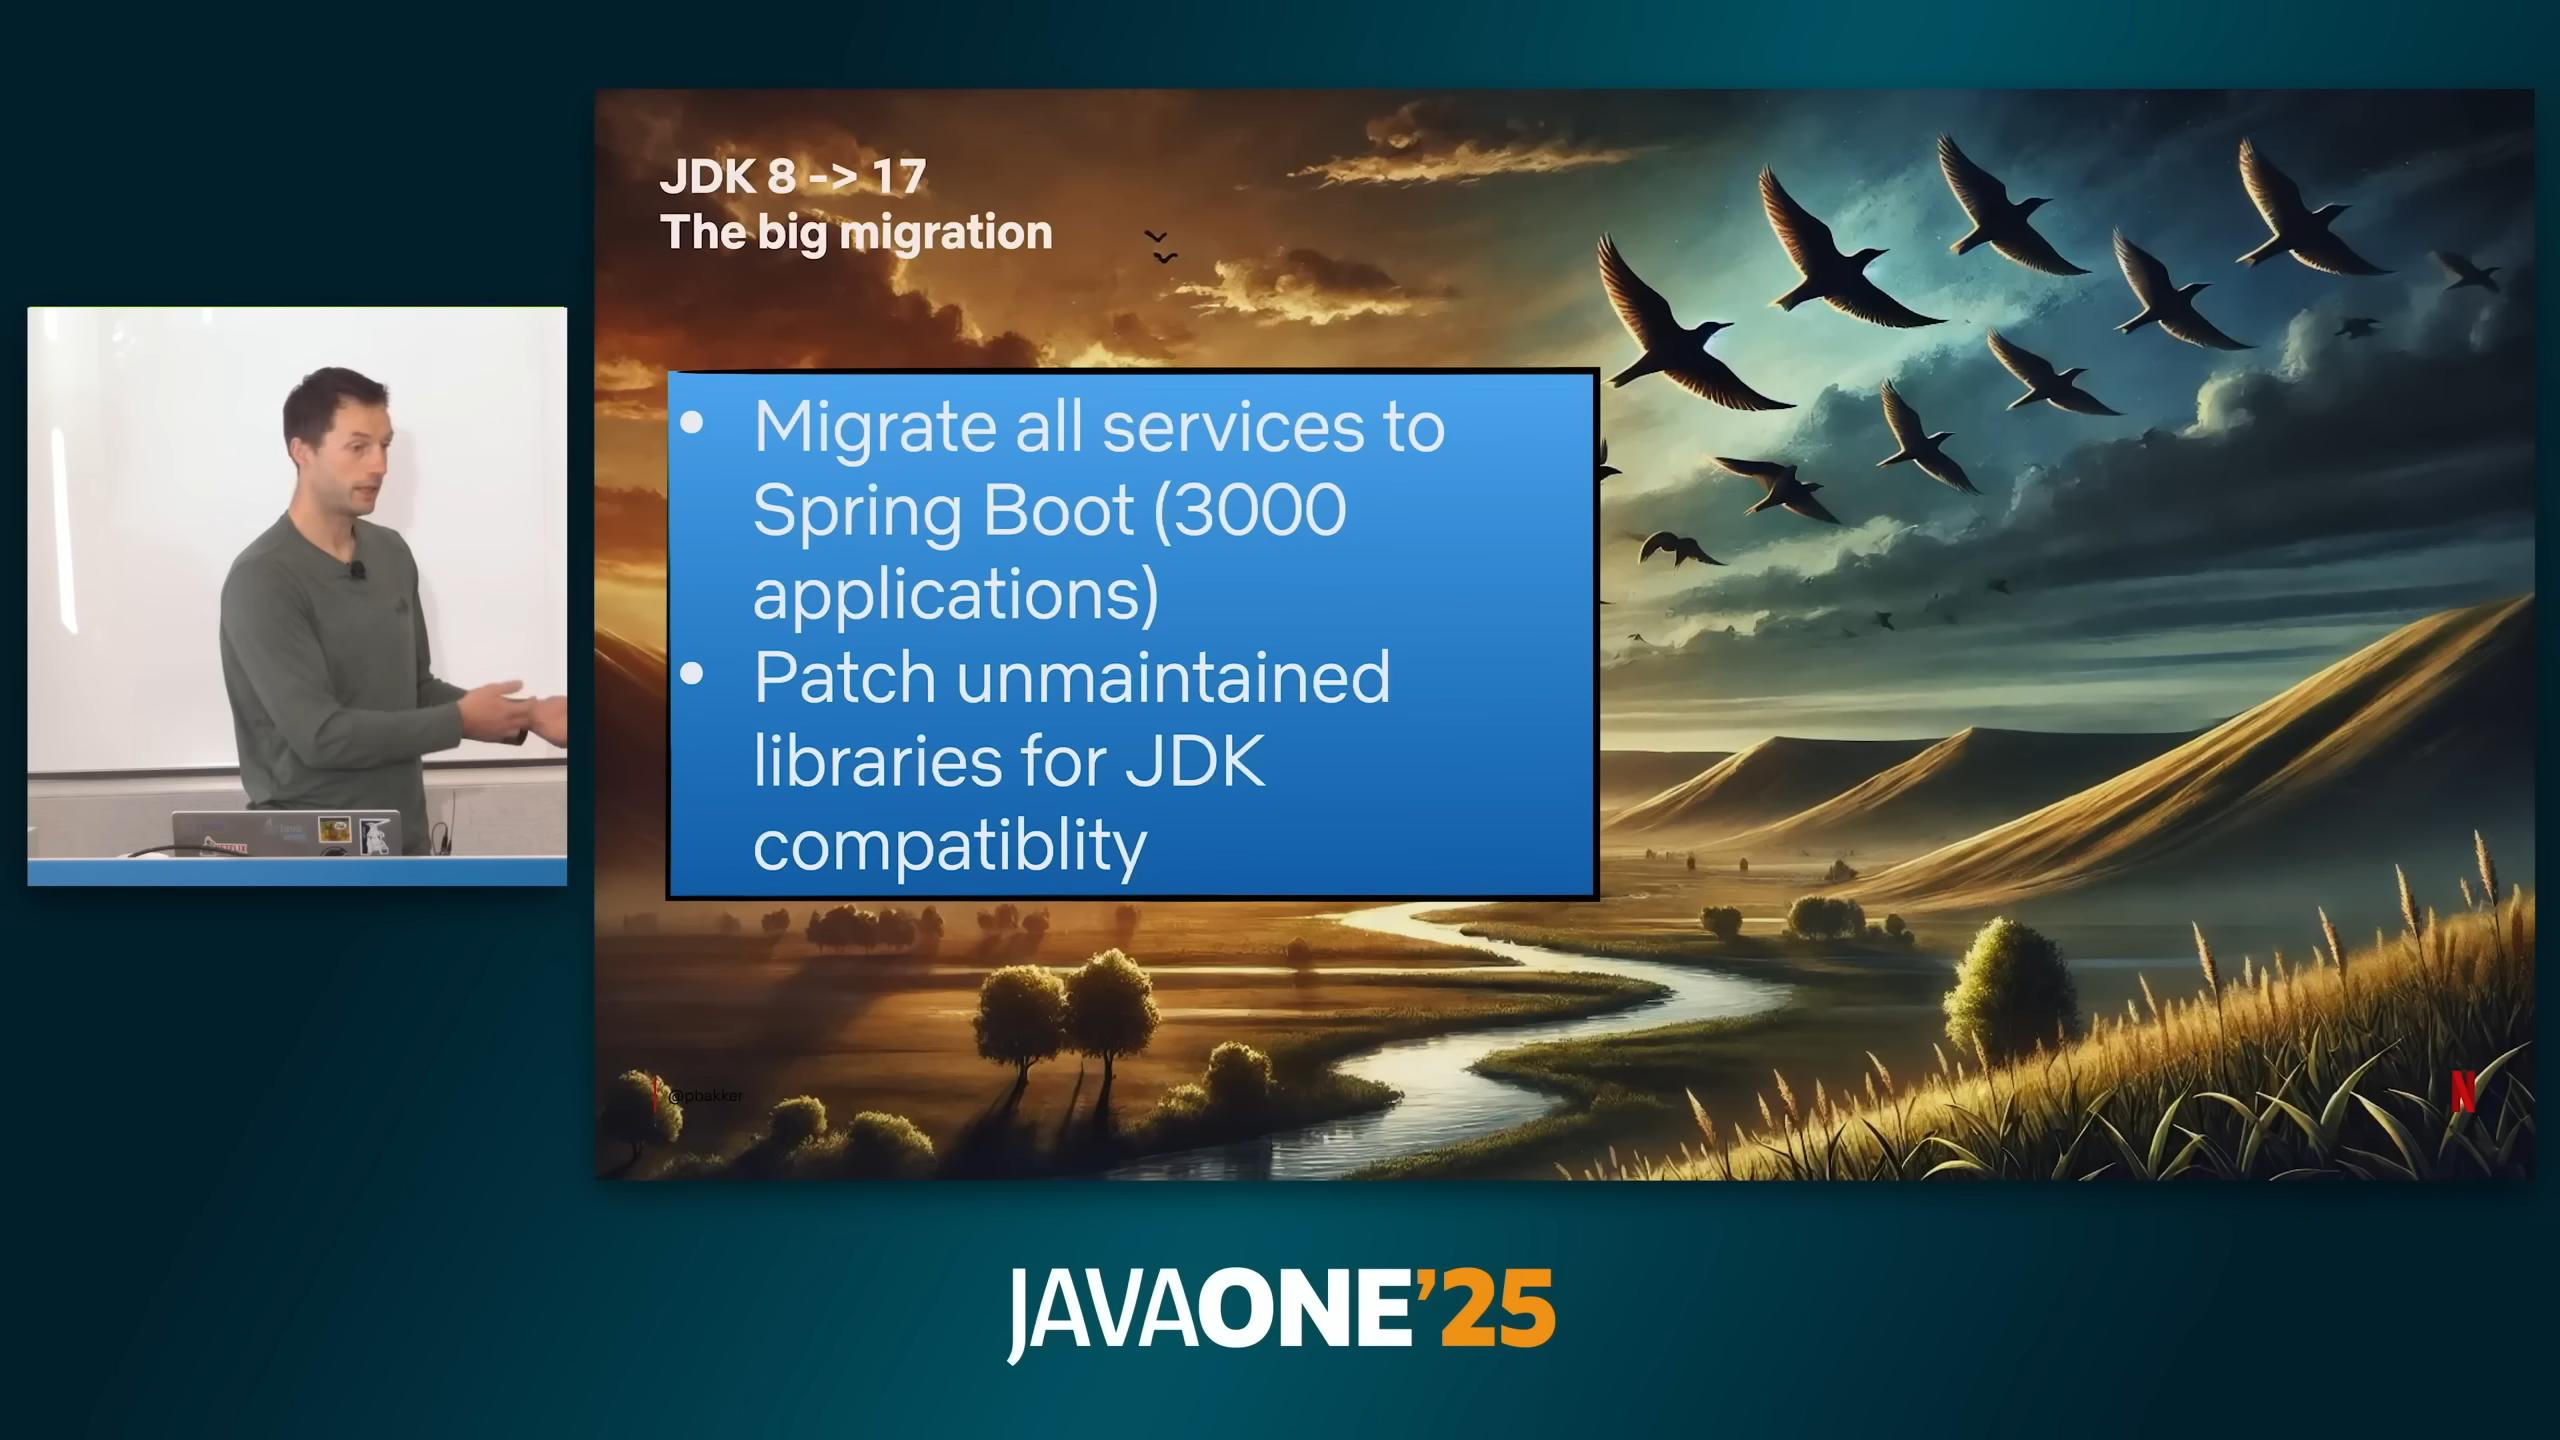 JDK 8 -> 17
The big migration
• Migrate all services to
Spring Boot (3000
applications)
• Patch unmaintained
libraries for JDK
compatiblity
@pbakker
N
NETFLIX
JAVAONE’25